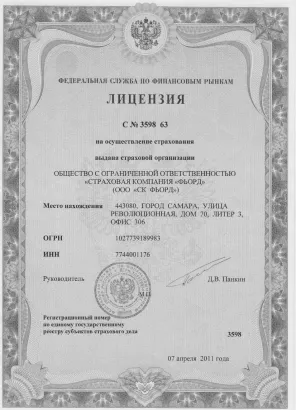 ФЕДЕРАЛЬНАЯ СЛУЖБА ПО ФИНАНСОВЫМ РЫНКАМ
ЛИЦЕНЗИЯ
С № 3598 63
на осуществление страхования
выдана страховой организации
ОБЩЕСТВО С ОГРАНИЧЕННОЙ ОТВЕТСТВЕННОСТЬЮ
«СТРАХОВАЯ КОМПАНИЯ «ФЬОРД»
(ООО «СК ФЬОРД»)
Место нахождения 443080, ГОРОД САМАРА, УЛИЦА
РЕВОЛЮЦИОННАЯ, ДОМ 70, ЛИТЕР 3,
ОФИС 306
ОГРН 1027739189983
ИНН 7744001176
Руководитель Д.В. Панкин
М.П.
Регистрационный номер
по единому государственному
реестру субъектов страхового дела 3598
07 апреля 2011 года